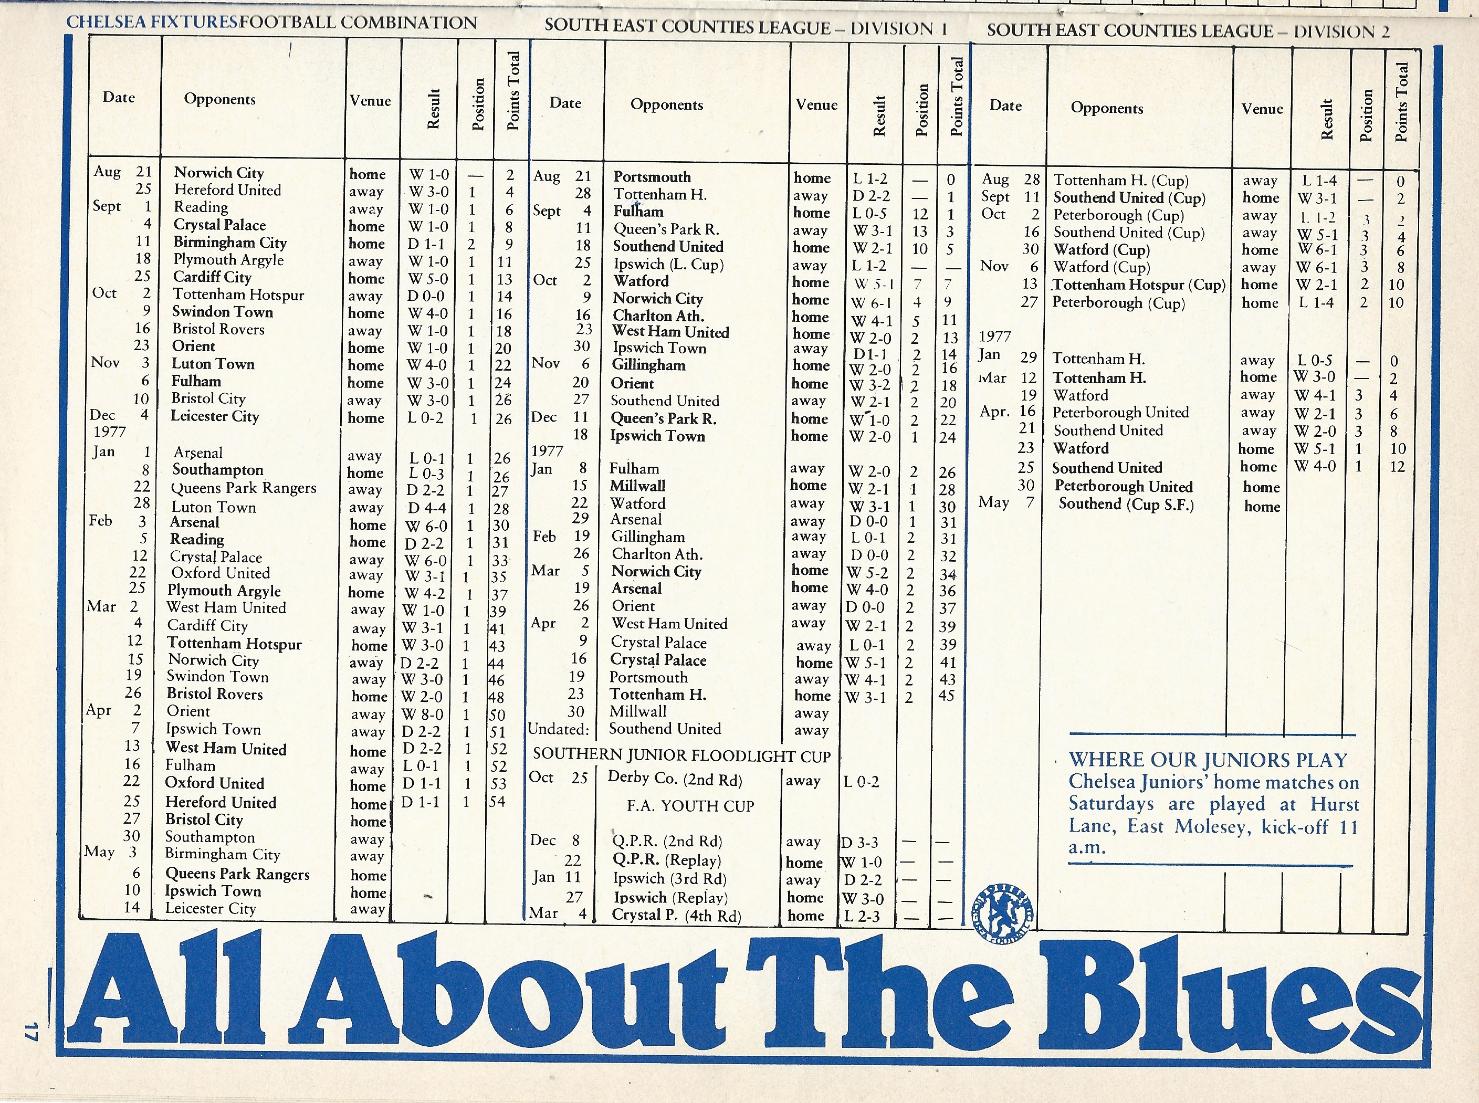 CHELSEA FIXTURES FOOTBALL COMBINATION
Date Opponents Venue Result Position Points Total
Aug 21 Norwich City home W 1-0 — 2
25 Hereford United away W 3-0 1 4
Sept 1 Reading away W 1-0 1 6
4 Crystal Palace home W 1-0 1 8
11 Birmingham City home D 1-1 2 9
18 Plymouth Argyle away W 1-0 1 11
25 Cardiff City home W 5-0 1 13
Oct 2 Tottenham Hotspur away D 0-0 1 14
9 Swindon Town home W 4-0 1 16
16 Bristol Rovers away W 1-0 1 18
23 Orient home W 1-0 1 20
Nov 3 Luton Town home W 4-0 1 22
6 Fulham home W 3-0 1 24
10 Bristol City away W 3-0 1 26
Dec 4 Leicester City home L 0-2 1 26
1977
Jan 1 Arsenal away L 0-1 1 26
8 Southampton home L 0-3 1 26
22 Queens Park Rangers away D 2-2 1 27
28 Luton Town away D 4-4 1 28
Feb 3 Arsenal home W 6-0 1 30
5 Reading home D 2-2 1 31
12 Crystal Palace away W 6-0 1 33
22 Oxford United away W 3-1 1 35
25 Plymouth Argyle home W 4-2 1 37
Mar 2 West Ham United away W 1-0 1 39
4 Cardiff City away W 3-1 1 41
12 Tottenham Hotspur home W 3-0 1 43
15 Norwich City away D 2-2 1 44
19 Swindon Town away W 3-0 1 46
26 Bristol Rovers home W 2-0 1 48
Apr 2 Orient away W 8-0 1 50
7 Ipswich Town away D 2-2 1 51
13 West Ham United home D 2-2 1 52
16 Fulham away L 0-1 1 52
22 Oxford United home D 1-1 1 53
25 Hereford United home D 1-1 1 54
27 Bristol City home
30 Southampton away
May 3 Birmingham City away
6 Queens Park Rangers home
10 Ipswich Town home
14 Leicester City away
SOUTH EAST COUNTIES LEAGUE – DIVISION 1
Date Opponents Venue Result Position Points Total
Aug 21 Portsmouth home L 1-2 — 0
28 Tottenham H. away D 2-2 — 1
Sept 4 Fulham home L 0-5 12 1
11 Queen's Park R. away W 3-1 13 3
18 Southend United home W 2-1 10 5
25 Ipswich (L. Cup) away L 1-2 — —
Oct 2 Watford home W 5-1 7 7
9 Norwich City home W 6-1 4 9
16 Charlton Ath. home W 4-1 5 11
23 West Ham United home W 2-0 2 13
30 Ipswich Town away D1-1 2 14
Nov 6 Gillingham home W 2-0 2 16
20 Orient home W 3-2 2 18
27 Southend United away W 2-1 2 20
Dec 11 Queen's Park R. home W 1-0 2 22
18 Ipswich Town home W 2-0 1 24
1977
Jan 8 Fulham away W 2-0 2 26
15 Millwall home W 2-1 1 28
22 Watford away W 3-1 1 30
29 Arsenal away D 0-0 1 31
Feb 19 Gillingham away L 0-1 2 31
26 Charlton Ath. away D 0-0 2 32
Mar 5 Norwich City home W 5-2 2 34
19 Arsenal home W 4-0 2 36
26 Orient away D 0-0 2 37
Apr 2 West Ham United away W 2-1 2 39
9 Crystal Palace away L 0-1 2 39
16 Crystal Palace home W 5-1 2 41
19 Portsmouth away W 4-1 2 43
23 Tottenham H. home W 3-1 2 45
30 Millwall away
Undated: Southend United away
SOUTHERN JUNIOR FLOODLIGHT CUP
Oct 25 Derby Co. (2nd Rd) away L 0-2
F.A. YOUTH CUP
Dec 8 Q.P.R. (2nd Rd) away D 3-3 — —
22 Q.P.R. (Replay) home W 1-0 — —
Jan 11 Ipswich (3rd Rd) away D 2-2 — —
27 Ipswich (Replay) home W 3-0 — —
Mar 4 Crystal P. (4th Rd) home L 2-3 — —
SOUTH EAST COUNTIES LEAGUE – DIVISION 2
Date Opponents Venue Result Position Points Total
Aug 28 Tottenham H. (Cup) away L 1-4 — 0
Sept 11 Southend United (Cup) home W 3-1 — 2
Oct 2 Peterborough (Cup) away L 1-2 3 2
16 Southend United (Cup) away W 5-1 3 4
30 Watford (Cup) home W 6-1 3 6
Nov 6 Watford (Cup) away W 6-1 3 8
13 Tottenham Hotspur (Cup) home W 2-1 2 10
27 Peterborough (Cup) home L 1-4 2 10
1977
Jan 29 Tottenham H. away L 0-5 — 0
Mar 12 Tottenham H. home W 3-0 — 2
19 Watford away W 4-1 3 4
Apr. 16 Peterborough United away W 2-1 3 6
21 Southend United away W 2-0 3 8
23 Watford home W 5-1 1 10
25 Southend United home W 4-0 1 12
30 Peterborough United home
May 7 Southend (Cup S.F.) home
WHERE OUR JUNIORS PLAY
Chelsea Juniors' home matches on
Saturdays are played at Hurst
Lane, East Molesey, kick-off 11
a.m.
All About The Blues
17